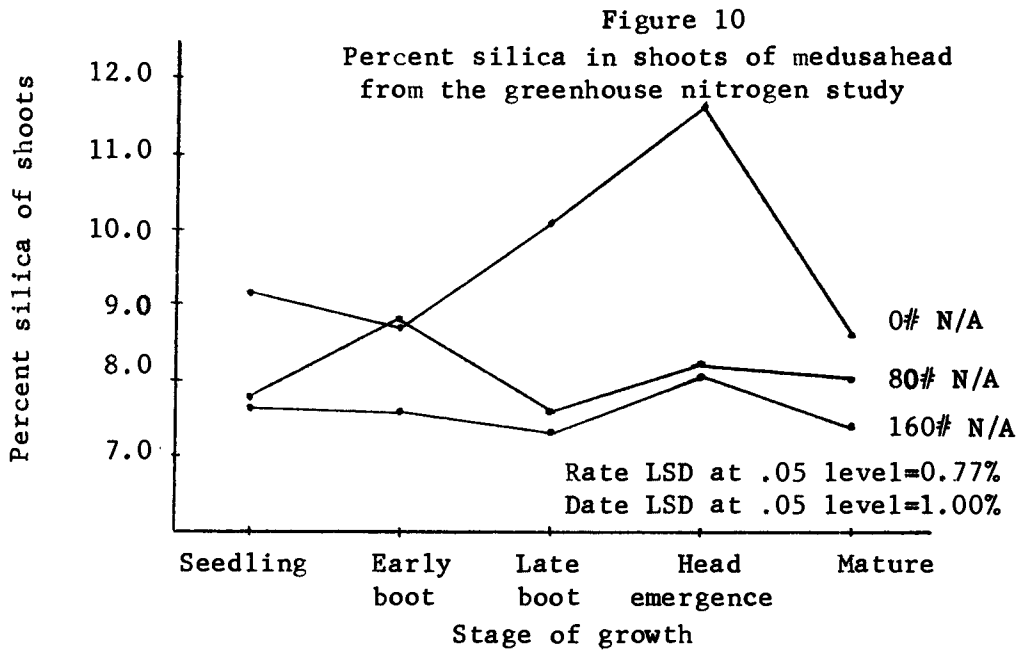 Figure 10
Percent silica in shoots of medusahead
from the greenhouse nitrogen study
Percent silica of shoots
12.0
11.0
10.0
9.0
8.0
7.0
0# N/A
80# N/A
160# N/A
Rate LSD at .05 level=0.77%
Date LSD at .05 level=1.00%
Seedling
Early
boot
Late
boot
Head
emergence
Mature
Stage of growth